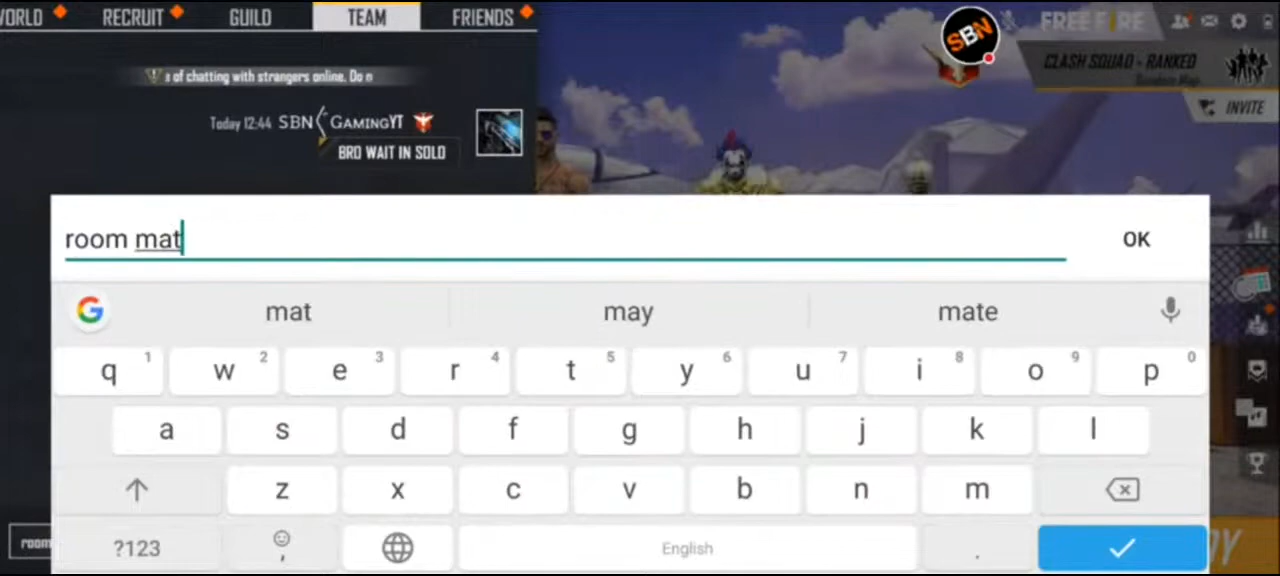 ORLD RECRUIT GUILD TEAM FRIENDS
SBN
FREE FIRE
CLASH SQUAD - RANKED
INVITE
s of chatting with strangers online. Do n
Today 12:44 SBN GAMINGYT
BRO WAIT IN SOLO
room mat
OK
G mat may mate
q 1 w 2 e 3 r 4 t 5 y 6 u 7 i 8 o 9 p 0
a s d f g h j k l
z x c v b n m
room
?123 , English .